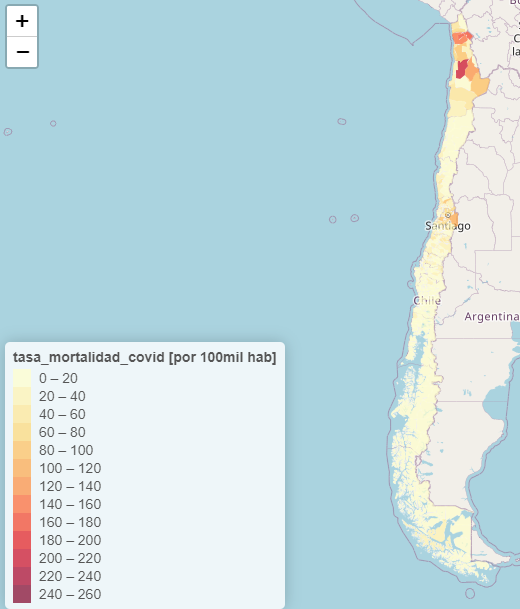 +
−
C
la
Santiago
Chile
Argentina
tasa_mortalidad_covid [por 100mil hab]
0 – 20
20 – 40
40 – 60
60 – 80
80 – 100
100 – 120
120 – 140
140 – 160
160 – 180
180 – 200
200 – 220
220 – 240
240 – 260